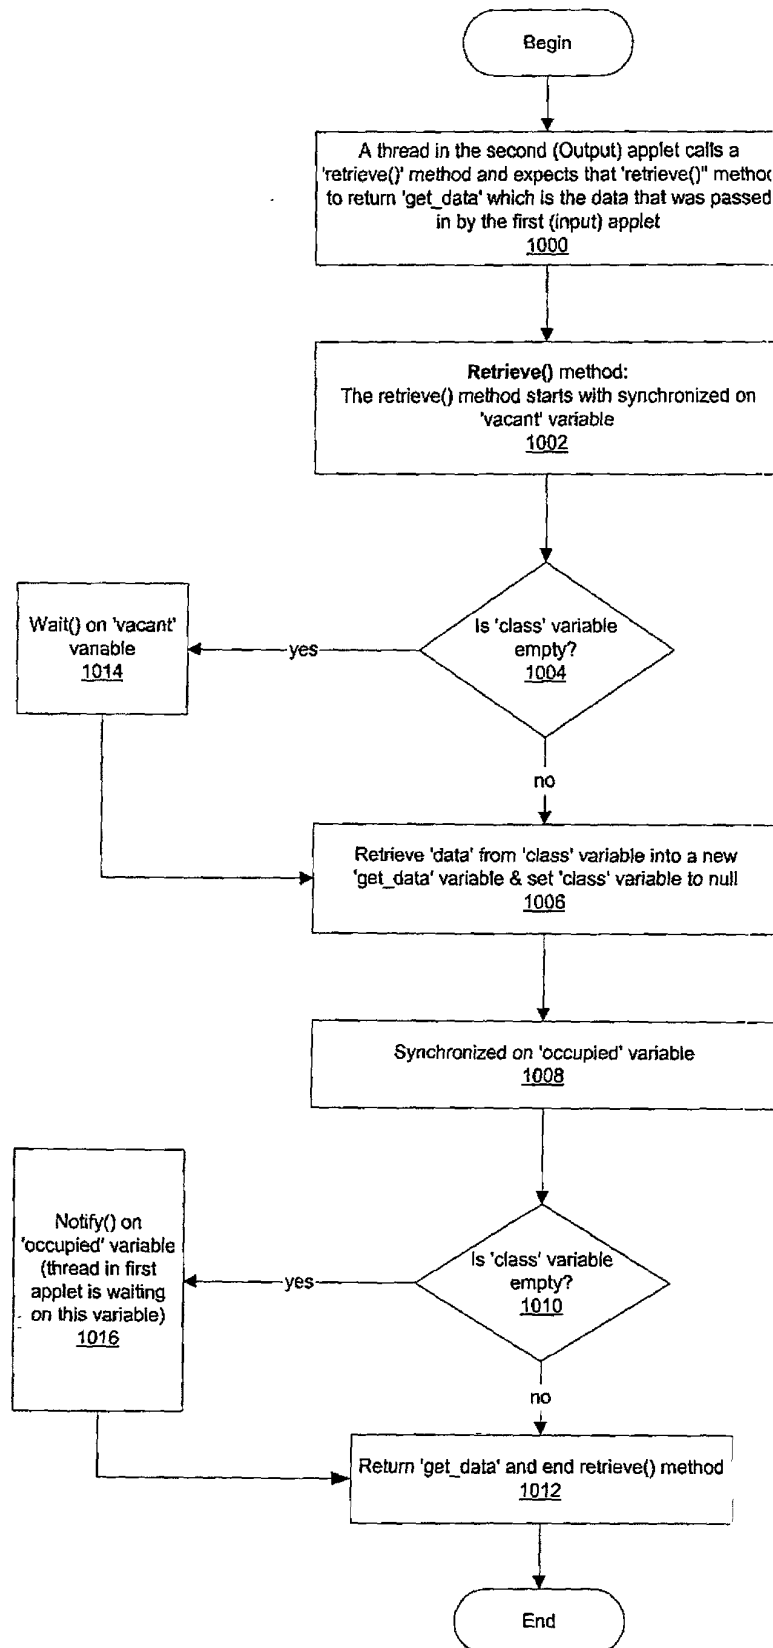 Begin
A thread in the second (Output) applet calls a
'retrieve()' method and expects that 'retrieve()" method
to return 'get_data' which is the data that was passed
in by the first (input) applet
1000
Retrieve() method:
The retrieve() method starts with synchronized on
'vacant' variable
1002
Is 'class' variable
empty?
1004
yes
Wait() on 'vacant'
variable
1014
no
Retrieve 'data' from 'class' variable into a new
'get_data' variable & set 'class' variable to null
1006
Synchronized on 'occupied' variable
1008
Is 'class' variable
empty?
1010
yes
Notify() on
'occupied' variable
(thread in first
applet is waiting
on this variable)
1016
no
Return 'get_data' and end retrieve() method
1012
End